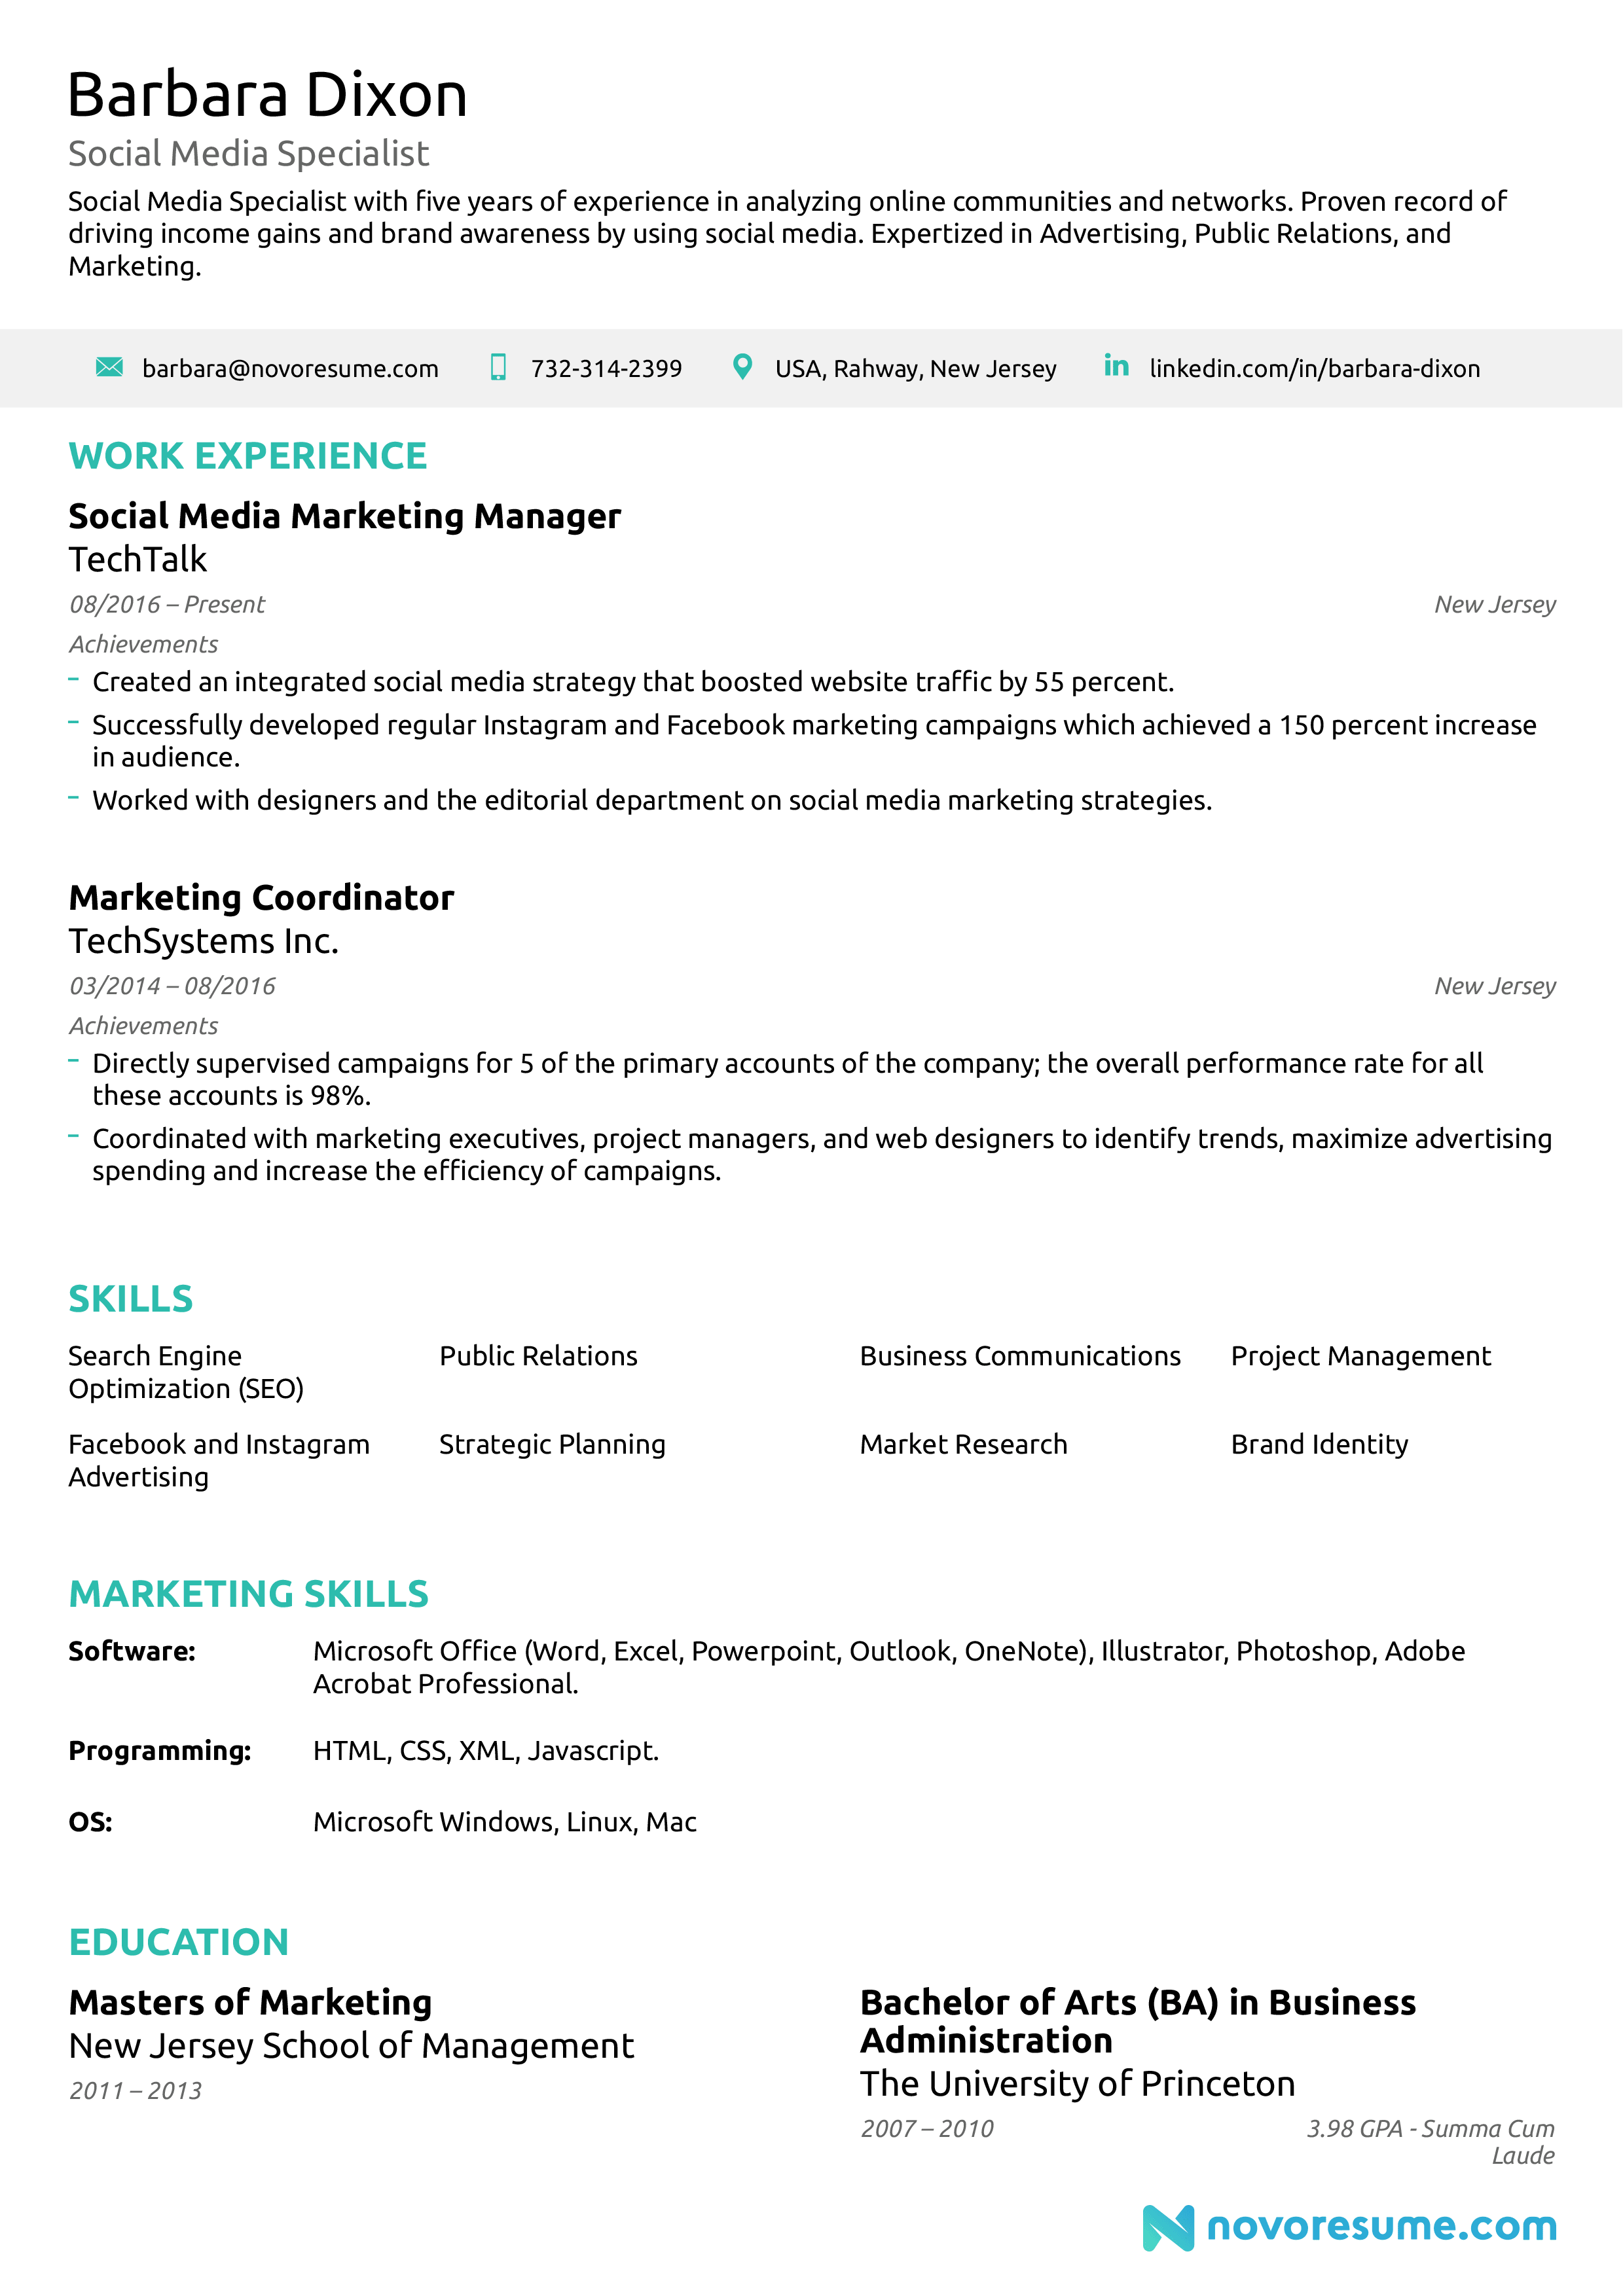 Barbara Dixon
Social Media Specialist
Social Media Specialist with five years of experience in analyzing online communities and networks. Proven record of
driving income gains and brand awareness by using social media. Expertized in Advertising, Public Relations, and
Marketing.
barbara@novoresume.com 732-314-2399 USA, Rahway, New Jersey in linkedin.com/in/barbara-dixon
WORK EXPERIENCE
Social Media Marketing Manager
TechTalk
08/2016 – Present New Jersey
Achievements
– Created an integrated social media strategy that boosted website traffic by 55 percent.
– Successfully developed regular Instagram and Facebook marketing campaigns which achieved a 150 percent increase
in audience.
– Worked with designers and the editorial department on social media marketing strategies.
Marketing Coordinator
TechSystems Inc.
03/2014 – 08/2016 New Jersey
Achievements
– Directly supervised campaigns for 5 of the primary accounts of the company; the overall performance rate for all
these accounts is 98%.
– Coordinated with marketing executives, project managers, and web designers to identify trends, maximize advertising
spending and increase the efficiency of campaigns.
SKILLS
Search Engine
Optimization (SEO)
Public Relations
Business Communications
Project Management
Facebook and Instagram
Advertising
Strategic Planning
Market Research
Brand Identity
MARKETING SKILLS
Software: Microsoft Office (Word, Excel, Powerpoint, Outlook, OneNote), Illustrator, Photoshop, Adobe
Acrobat Professional.
Programming: HTML, CSS, XML, Javascript.
OS: Microsoft Windows, Linux, Mac
EDUCATION
Masters of Marketing
New Jersey School of Management
2011 – 2013
Bachelor of Arts (BA) in Business
Administration
The University of Princeton
2007 – 2010 3.98 GPA - Summa Cum
Laude
novoresume.com